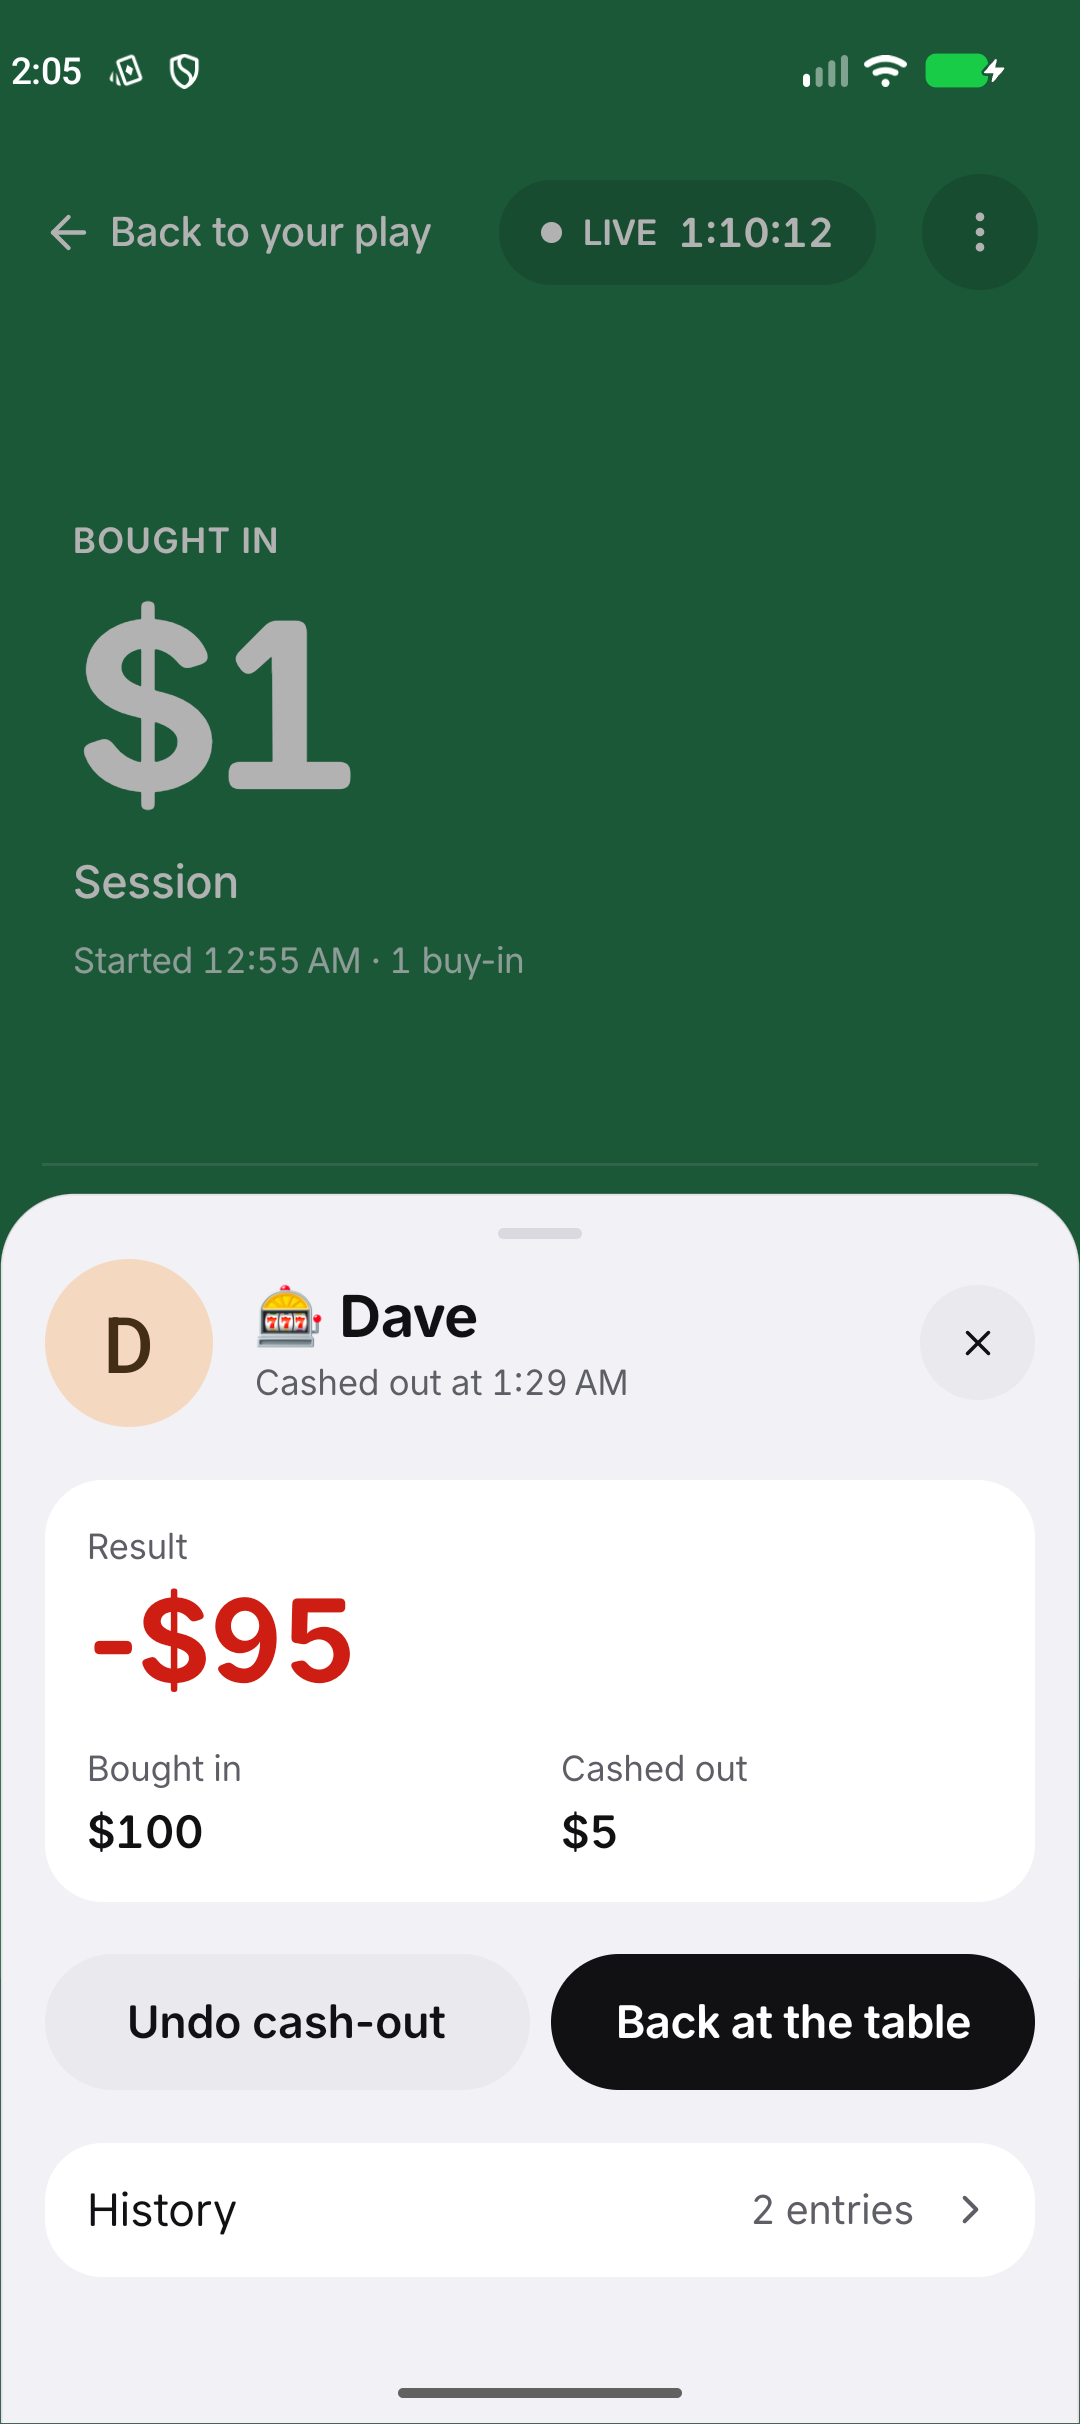 2:05
Back to your play
LIVE 1:10:12
BOUGHT IN
$1
Session
Started 12:55 AM · 1 buy-in
D
🎰 Dave
Cashed out at 1:29 AM
Result
-$95
Bought in
Cashed out
$100
$5
Undo cash-out
Back at the table
History
2 entries